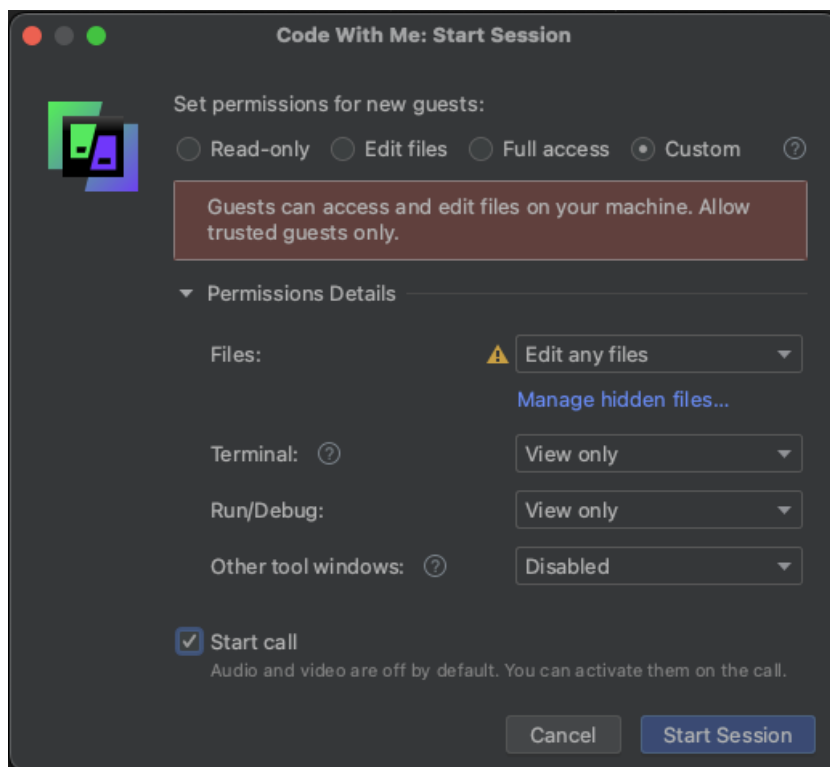 Code With Me: Start Session
Set permissions for new guests:
Read-only Edit files Full access Custom ?
Guests can access and edit files on your machine. Allow
trusted guests only.
Permissions Details
Files: Edit any files
Manage hidden files...
Terminal: ? View only
Run/Debug: View only
Other tool windows: ? Disabled
Start call
Audio and video are off by default. You can activate them on the call.
Cancel Start Session